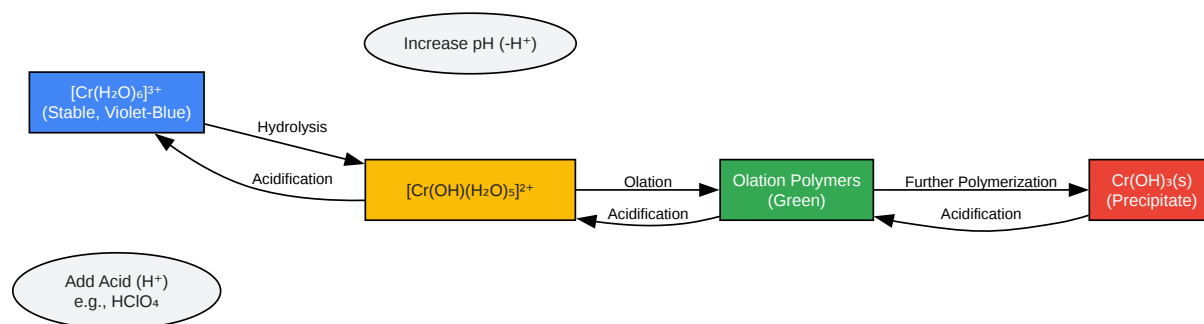 Increase pH (-H⁺)
[Cr(H₂O)₆]³⁺
(Stable, Violet-Blue)
Hydrolysis
Acidification
[Cr(OH)(H₂O)₅]²⁺
Olation
Acidification
Olation Polymers
(Green)
Further Polymerization
Acidification
Cr(OH)₃(s)
(Precipitate)
Add Acid (H⁺)
e.g., HClO₄